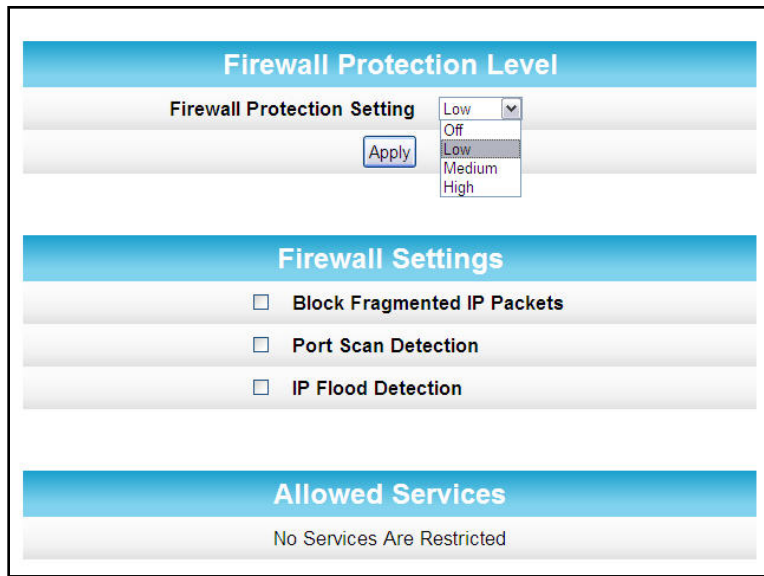 Firewall Protection Level
Firewall Protection Setting Low
Off
Low
Medium
High
Apply
Firewall Settings
Block Fragmented IP Packets
Port Scan Detection
IP Flood Detection
Allowed Services
No Services Are Restricted